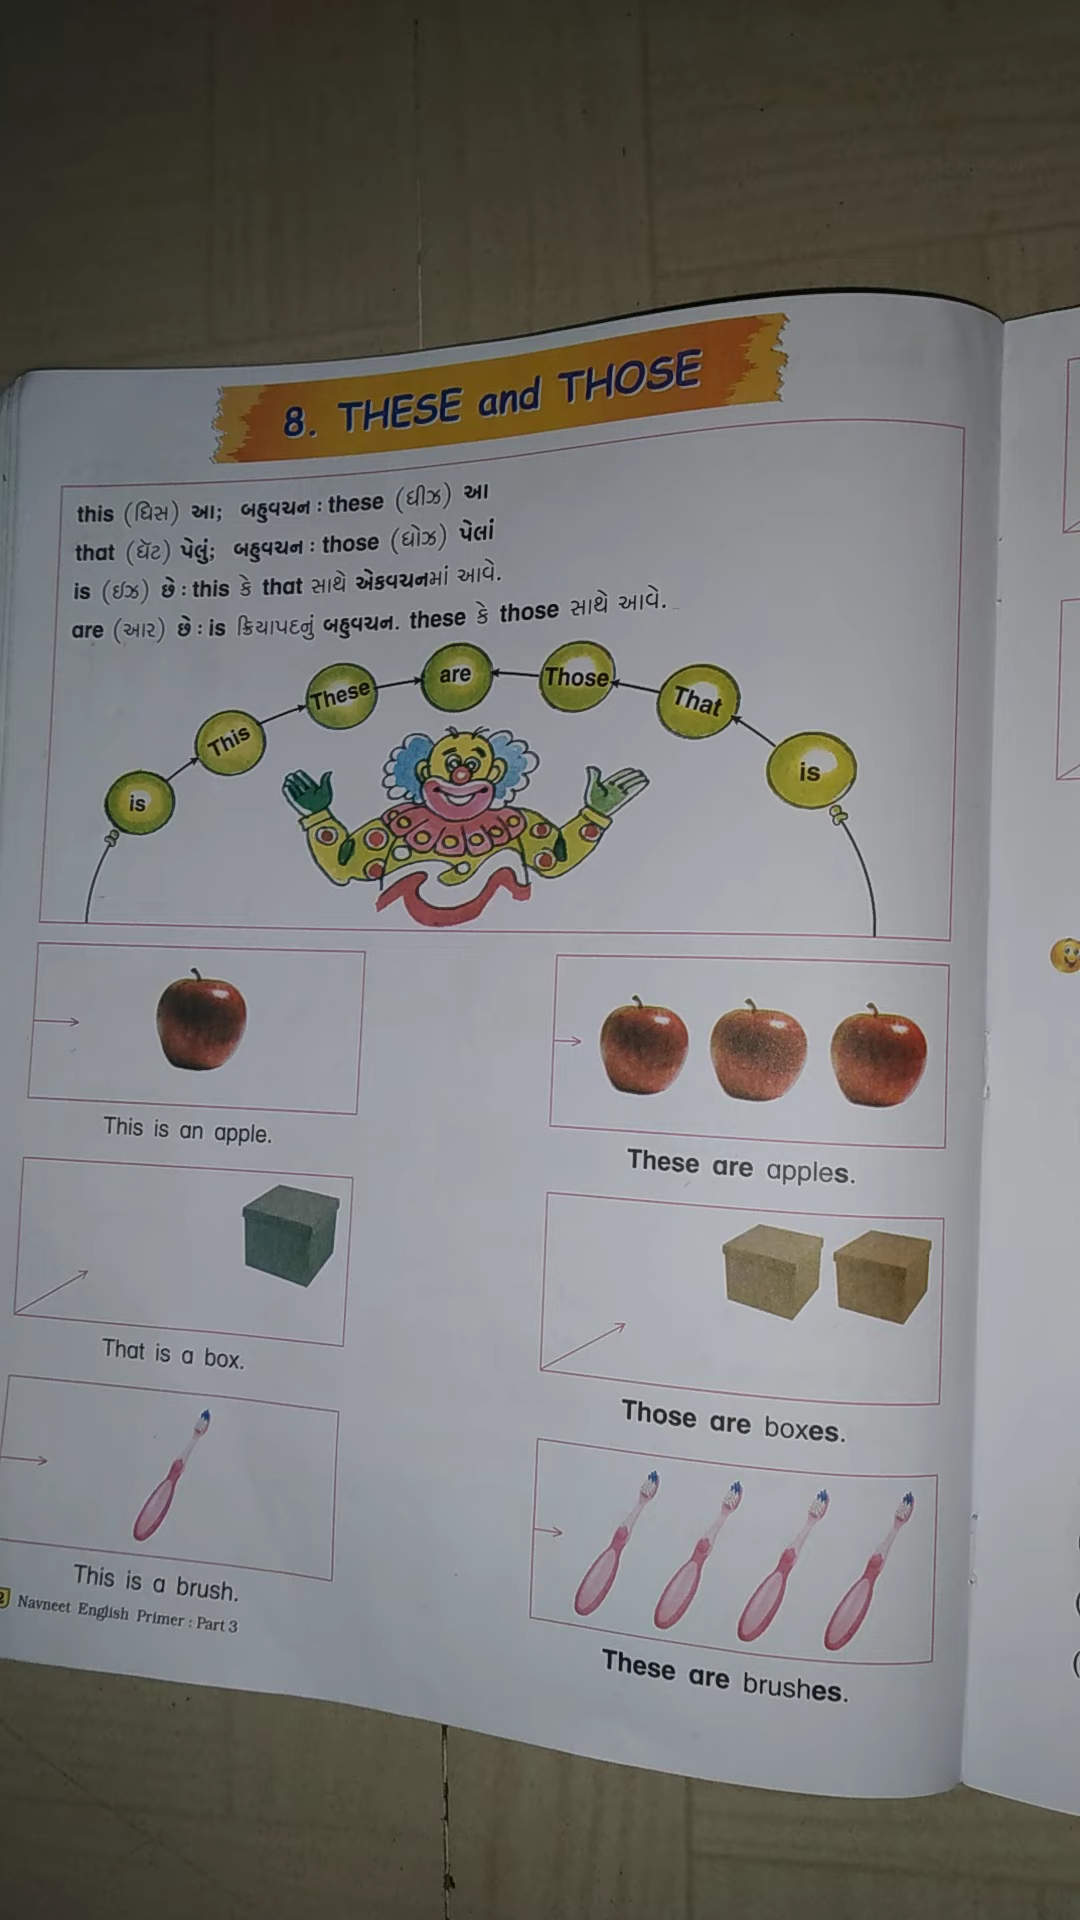 8. THESE and THOSE
this (ધિસ) આ; બહુવચન : these (ધીઝ) આ
that (ધૅટ) પેલું; બહુવચન : those (ધોઝ) પેલાં
is (ઈઝ) છે : this કે that સાથે એકવચનમાં આવે.
are (આર) છે : is ક્રિયાપદનું બહુવચન. these કે those સાથે આવે.
is This These are Those That is
This is an apple.
These are apples.
That is a box.
Those are boxes.
This is a brush.
These are brushes.
Navneet English Primer : Part 3